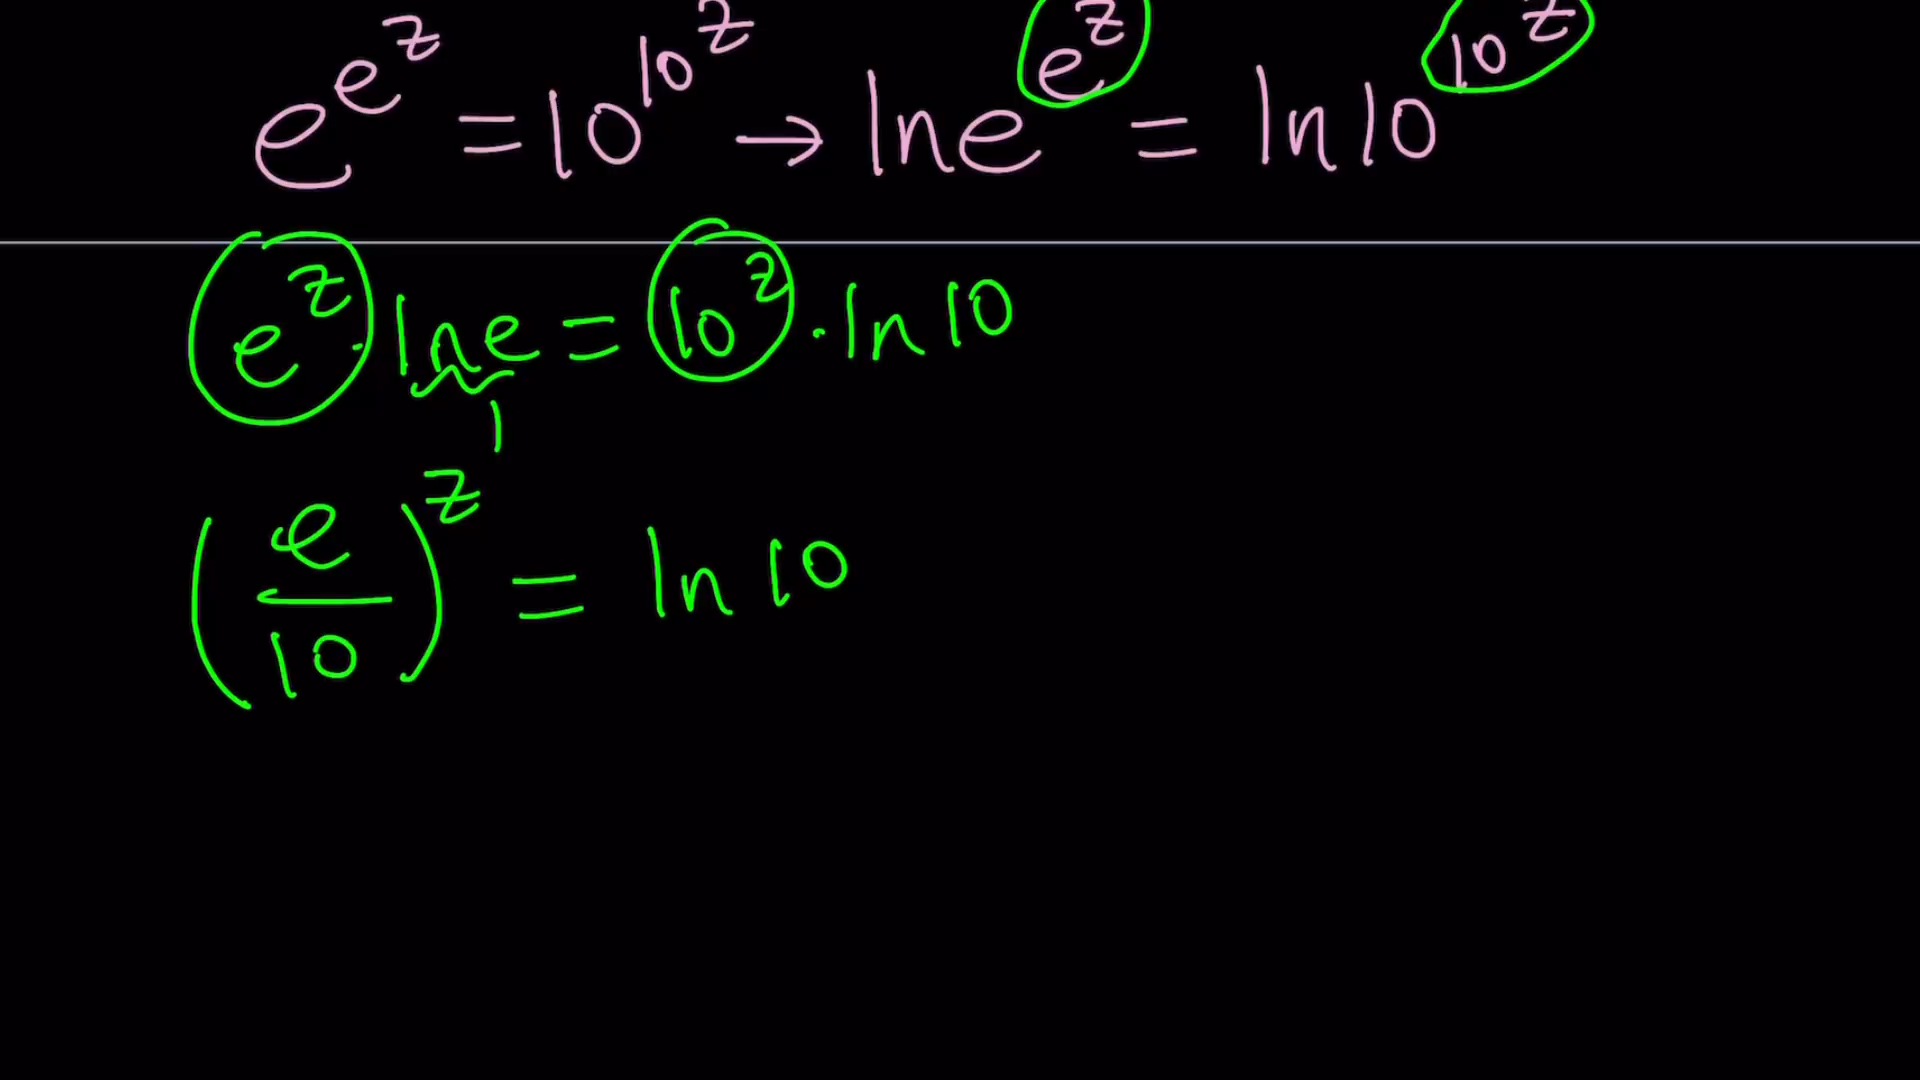 e^{e^z} = 10^{10^z} → ln e^{e^z} = ln 10^{10^z}
e^z · ln e = 10^z · ln 10
1
(e/10)^z = ln 10